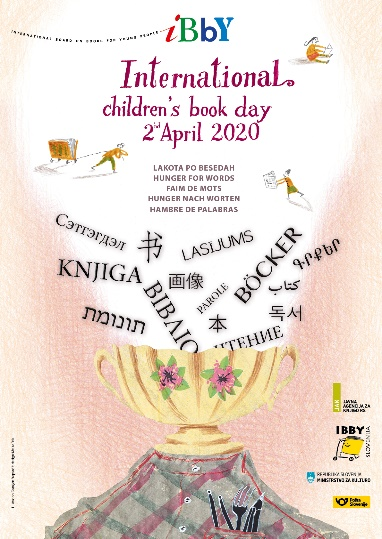 INTERNATIONAL BOARD ON BOOKS FOR YOUNG PEOPLE
iBbY
International
children's book day
2nd April 2020
LAKOTA PO BESEDAH
HUNGER FOR WORDS
FAIM DE MOTS
HUNGER NACH WORTEN
HAMBRE DE PALABRAS
Сэтгэгдэл
书
LASIJUMS
BÖCKER
Գրքեր
KNJIGA
画像
ΒΙΒΛΙΟ
PAROLE
كتاب
תונומת
本
독서
ЧТЕНИЕ
JAK
JAVNA
AGENCIJA ZA
KNJIGO RS
IBBY
SLOVENIJA
REPUBLIKA SLOVENIJA
MINISTRSTVO ZA KULTURO
Pošta
Slovenije